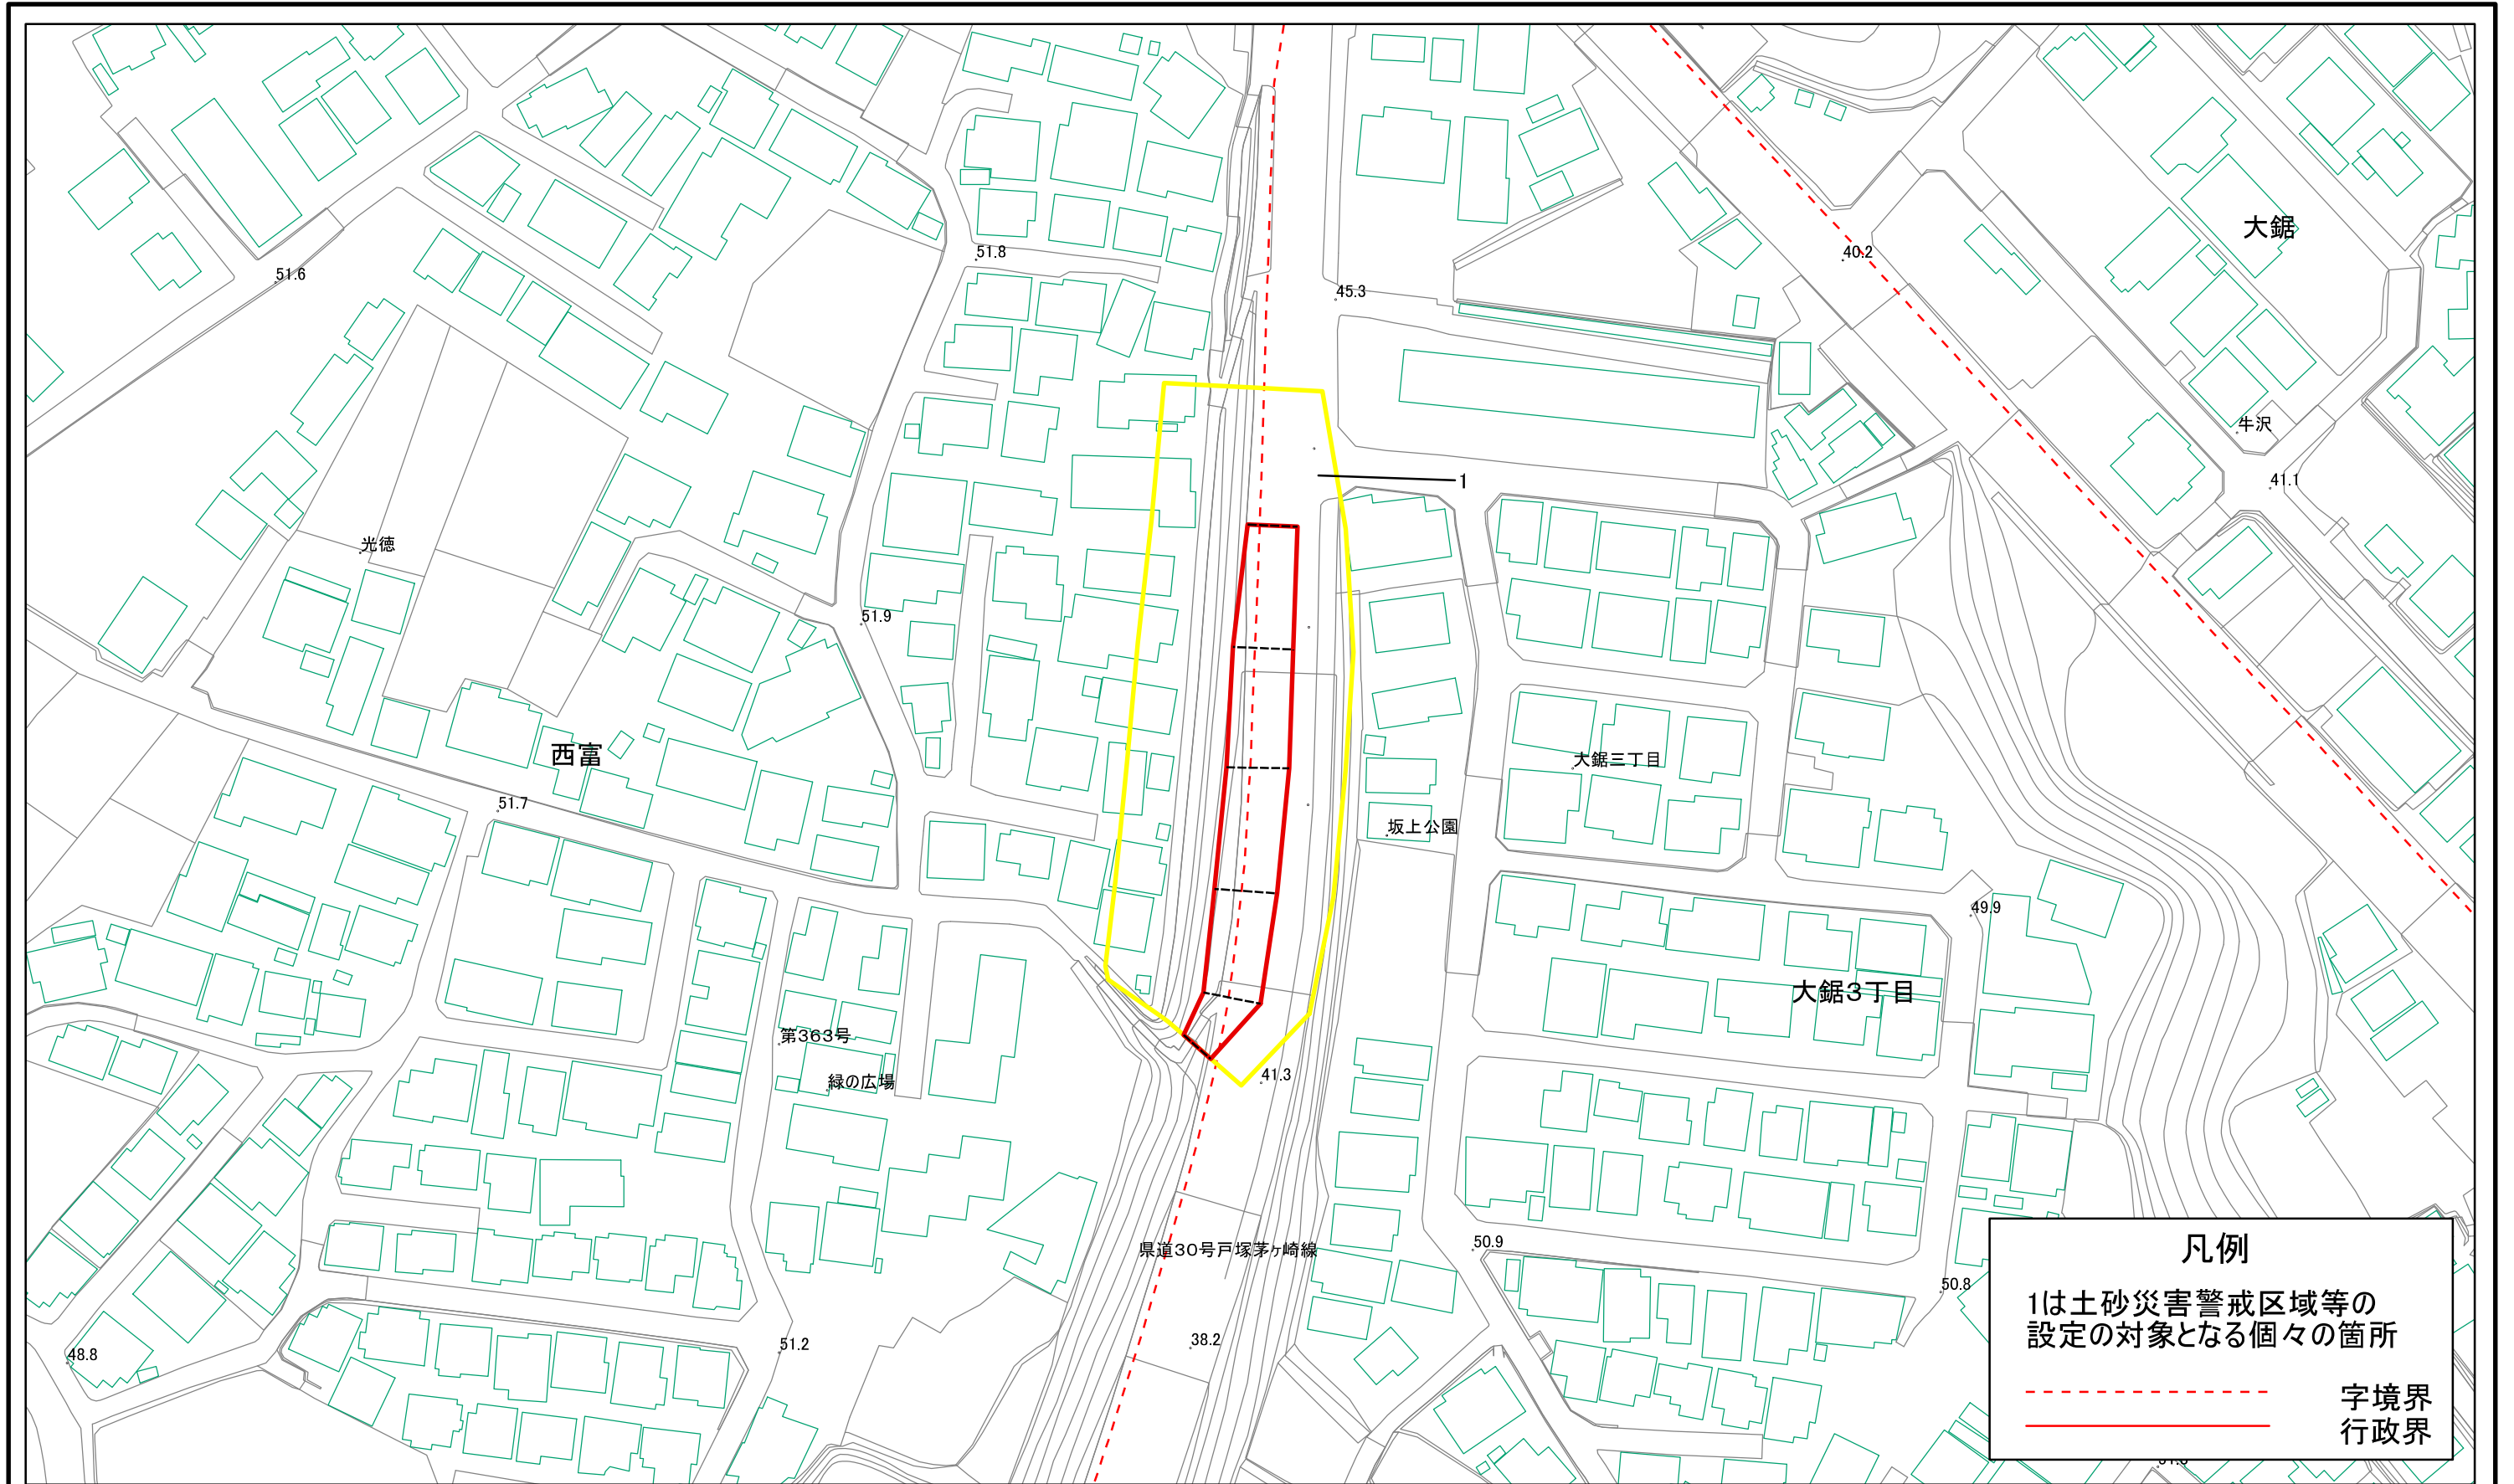 大鋸
40.2
51.8
51.6
45.3
牛沢
1
41.1
光徳
51.9
西富
大鋸三丁目
51.7
坂上公園
49.9
大鋸3丁目
第363号
41.3
緑の広場
県道30号戸塚茅ヶ崎線
50.9
50.8
38.2
51.2
48.8
凡例
1は土砂災害警戒区域等の
設定の対象となる個々の箇所
字境界
行政界